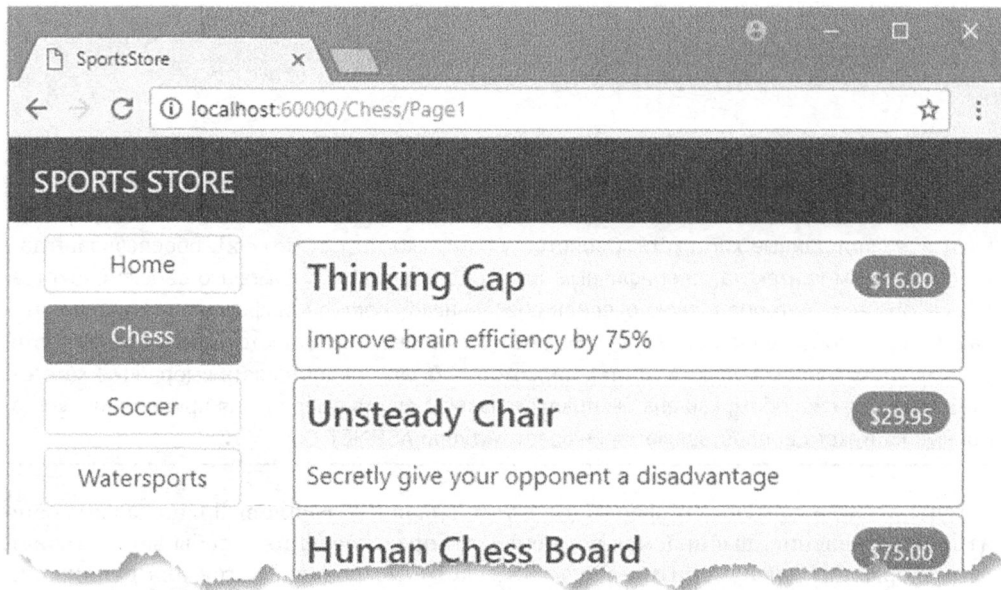 SportsStore
localhost:60000/Chess/Page1
SPORTS STORE
Home
Chess
Soccer
Watersports
Thinking Cap $16.00
Improve brain efficiency by 75%
Unsteady Chair $29.95
Secretly give your opponent a disadvantage
Human Chess Board $75.00